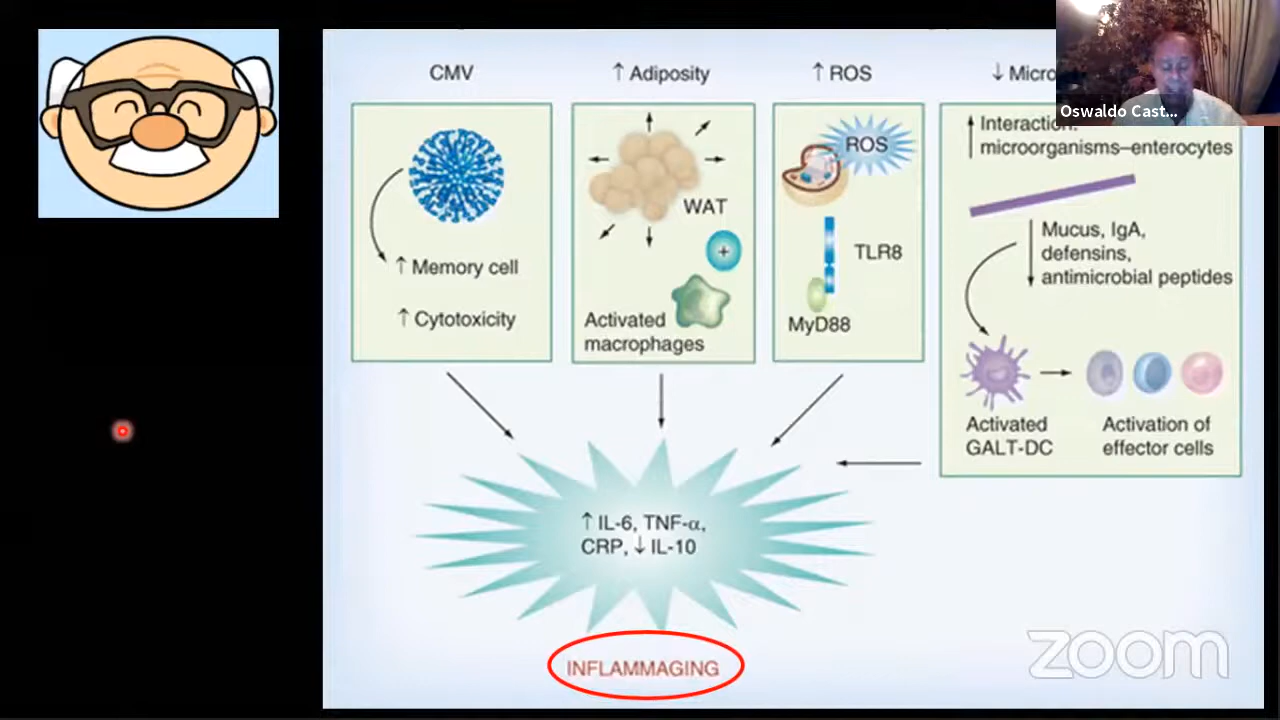 CMV
↑ Adiposity
↑ ROS
↓ Micro
Oswaldo Cast...
↑ Memory cell
↑ Cytotoxicity
WAT
+
Activated
macrophages
ROS
TLR8
MyD88
↑ Interaction:
microorganisms–enterocytes
↓ Mucus, IgA,
defensins,
antimicrobial peptides
Activated
GALT-DC
Activation of
effector cells
↑ IL-6, TNF-α,
CRP, ↓ IL-10
INFLAMMAGING
zoom